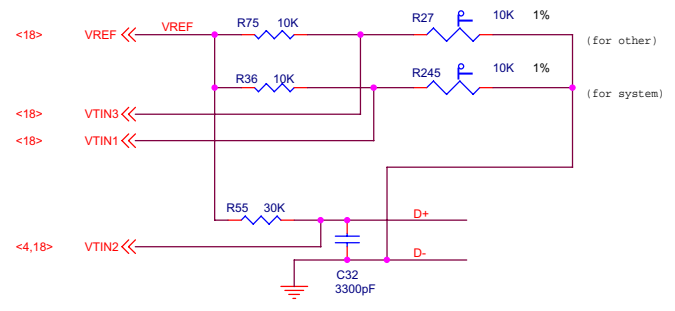 R75 10K R27 10K 1%
<18> VREF VREF (for other)
R36 10K R245 10K 1%
(for system)
<18> VTIN3
<18> VTIN1
R55 30K
D+
<4,18> VTIN2
D-
C32
3300pF